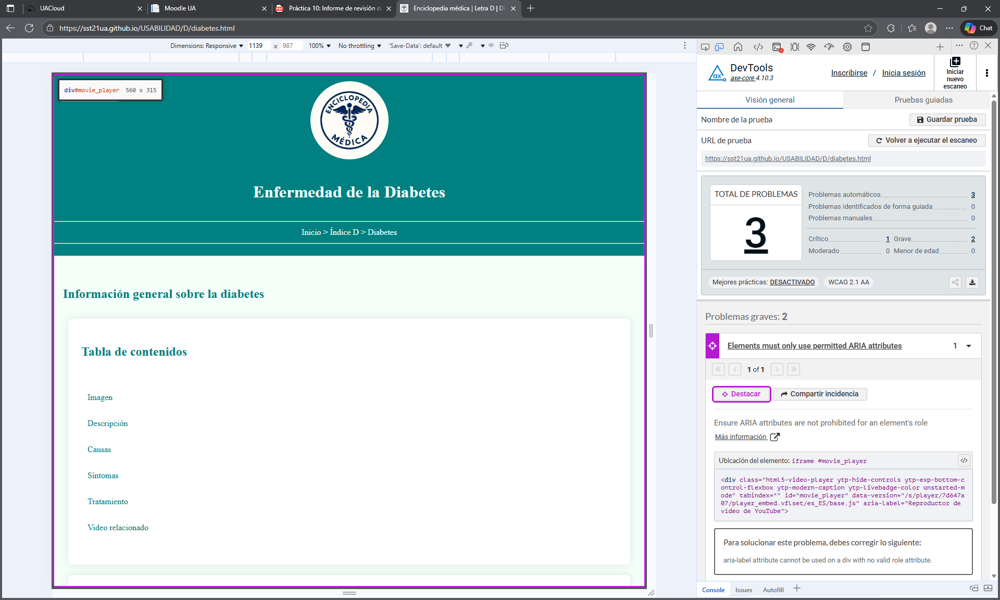 UACloud
Moodle UA
Práctica 10: Informe de revisión d
Enciclopedia médica | Letra D | Di
https://sst21ua.github.io/USABILIDAD/D/diabetes.html
Chat
Dimensions: Responsive 1139 x 987 100% No throttling 'Save-Data': default
div#movie_player 560 x 315
ENCICLOPEDIA
MÉDICA
Enfermedad de la Diabetes
Inicio > Índice D > Diabetes
Información general sobre la diabetes
Tabla de contenidos
Imagen
Descripción
Causas
Síntomas
Tratamiento
Video relacionado
ax
DevTools
axe-core 4.10.3
Inscribirse / Inicia sesión
Iniciar
nuevo
escaneo
Visión general
Pruebas guiadas
Nombre de la prueba
Guardar prueba
URL de prueba
Volver a ejecutar el escaneo
https://sst21ua.github.io/USABILIDAD/D/diabetes.html
TOTAL DE PROBLEMAS
3
Problemas automáticos 3
Problemas identificados de forma guiada 0
Problemas manuales 0
Crítico 1 Grave 2
Moderado 0 Menor de edad 0
Mejores prácticas: DESACTIVADO
WCAG 2.1 AA
Problemas graves: 2
Elements must only use permitted ARIA attributes 1
1 of 1
Destacar
Compartir incidencia
Ensure ARIA attributes are not prohibited for an element's role
Más información
Ubicación del elemento: iframe #movie_player
<div class="html5-video-player ytp-hide-controls ytp-exp-bottom-c
ontrol-flexbox ytp-modern-caption ytp-livebadge-color unstarted-m
ode" tabindex="" id="movie_player" data-version="/s/player/7d647a
07/player_embed.vflset/es_ES/base.js" aria-label="Reproductor de
vídeo de YouTube">
Para solucionar este problema, debes corregir lo siguiente:
aria-label attribute cannot be used on a div with no valid role attribute.
Console
Issues
Autofill